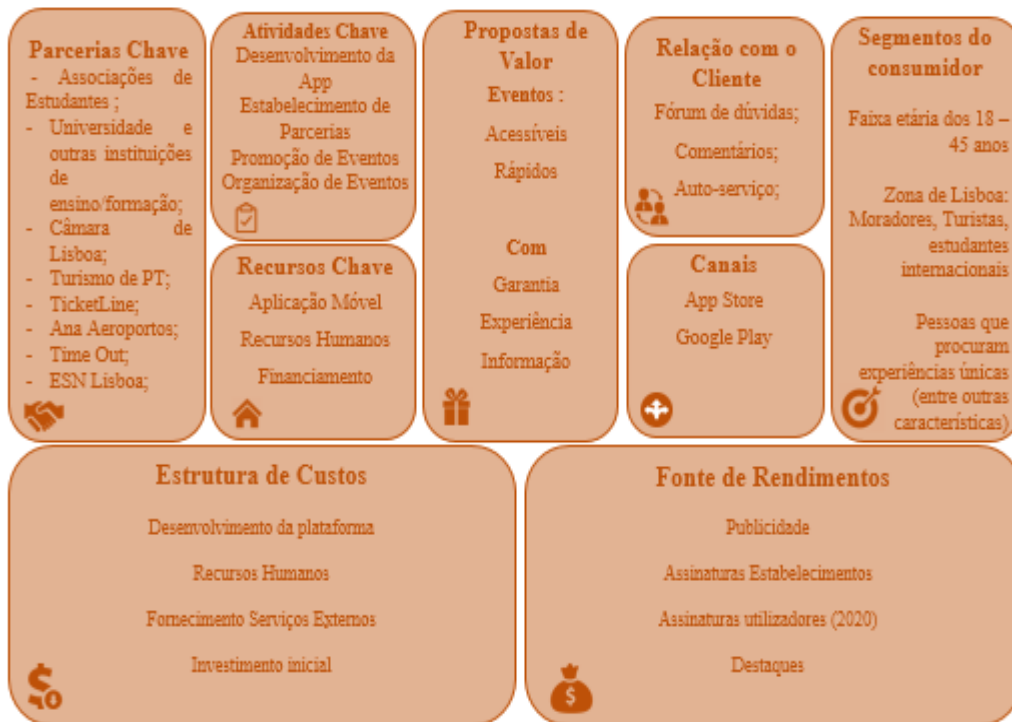 Parcerias Chave
- Associações de
Estudantes ;
- Universidade e
outras instituições
de
ensino/formação;
- Câmara de
Lisboa;
- Turismo de PT;
- TicketLine;
- Ana Aeroportos;
- Time Out;
- ESN Lisboa;
Atividades Chave
Desenvolvimento da
App
Estabelecimento de
Parcerias
Promoção de Eventos
Organização de Eventos
Recursos Chave
Aplicação Móvel
Recursos Humanos
Financiamento
Propostas de
Valor
Eventos :
Acessíveis
Rápidos
Com
Garantia
Experiência
Informação
Relação com o
Cliente
Fórum de dúvidas;
Comentários;
Auto-serviço;
Canais
App Store
Google Play
Segmentos do
consumidor
Faixa etária dos 18 –
45 anos
Zona de Lisboa:
Moradores, Turistas,
estudantes
internacionais
Pessoas que
procuram
experiências únicas
(entre outras
características)
Estrutura de Custos
Desenvolvimento da plataforma
Recursos Humanos
Fornecimento Serviços Externos
Investimento inicial
Fonte de Rendimentos
Publicidade
Assinaturas Estabelecimentos
Assinaturas utilizadores (2020)
Destaques